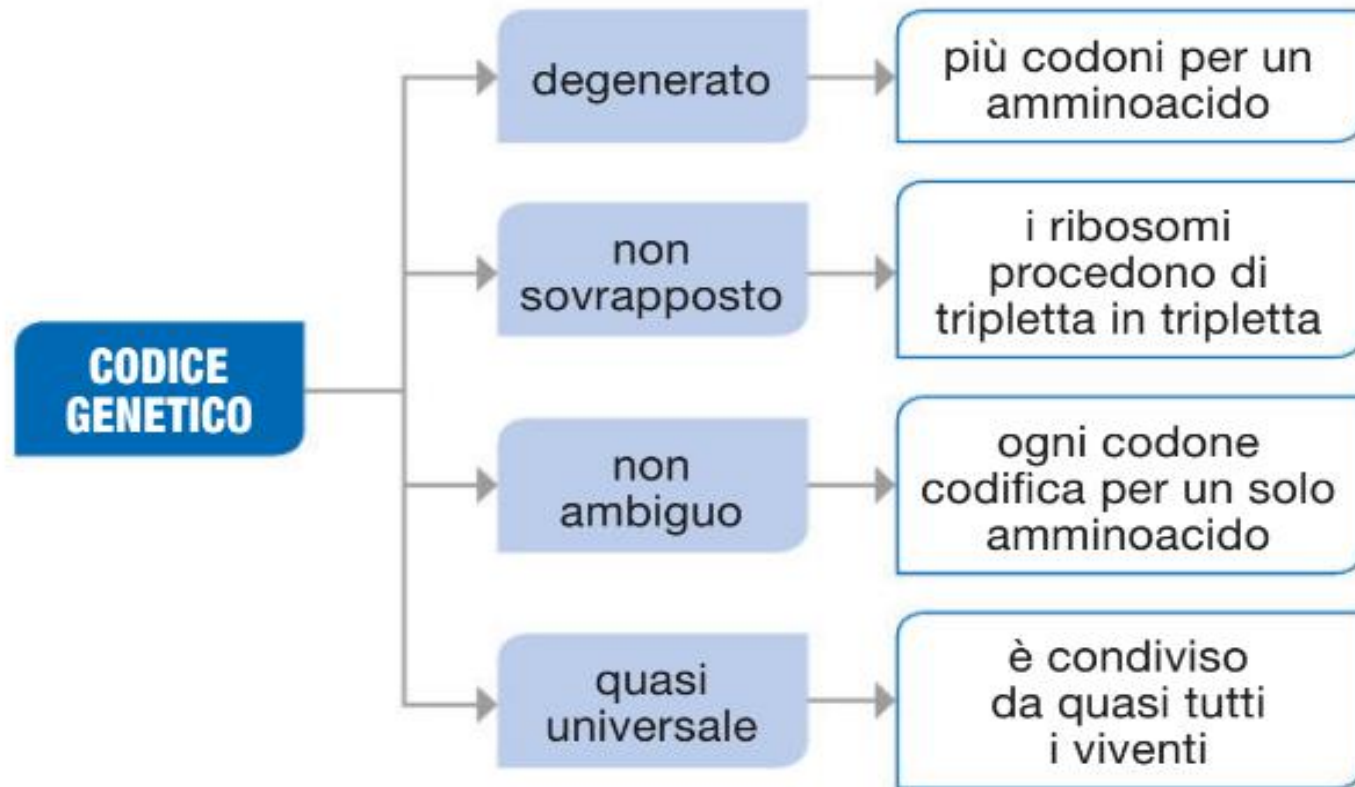 CODICE
GENETICO
degenerato
più codoni per un
amminoacido
non
sovrapposto
i ribosomi
procedono di
tripletta in tripletta
non
ambiguo
ogni codone
codifica per un solo
amminoacido
quasi
universale
è condiviso
da quasi tutti
i viventi